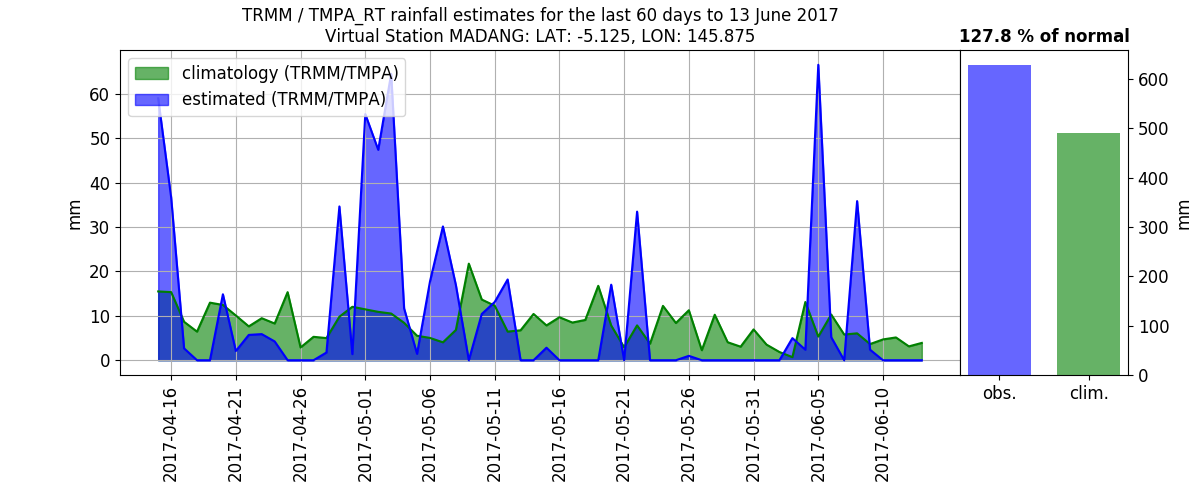 TRMM / TMPA_RT rainfall estimates for the last 60 days to 13 June 2017
Virtual Station MADANG: LAT: -5.125, LON: 145.875
127.8 % of normal
climatology (TRMM/TMPA)
estimated (TRMM/TMPA)
60
50
40
30
20
10
0
mm
2017-04-16
2017-04-21
2017-04-26
2017-05-01
2017-05-06
2017-05-11
2017-05-16
2017-05-21
2017-05-26
2017-05-31
2017-06-05
2017-06-10
600
500
400
300
200
100
0
mm
obs.
clim.